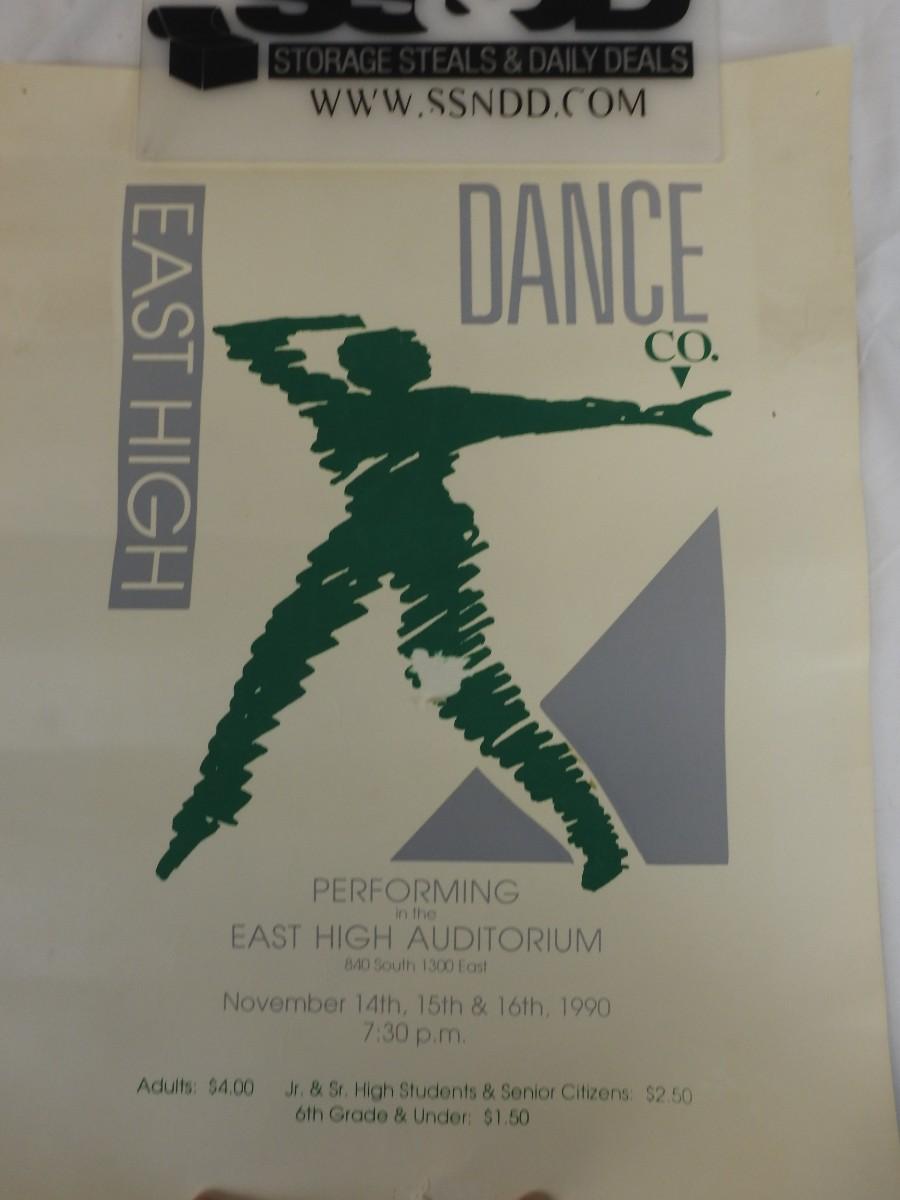 STORAGE STEALS & DAILY DEALS
WWW.SSNDD.COM
EAST HIGH
DANCE
CO.
PERFORMING
in the
EAST HIGH AUDITORIUM
840 South 1300 East
November 14th, 15th & 16th, 1990
7:30 p.m.
Adults: $4.00 Jr. & Sr. High Students & Senior Citizens: $2.50
6th Grade & Under: $1.50